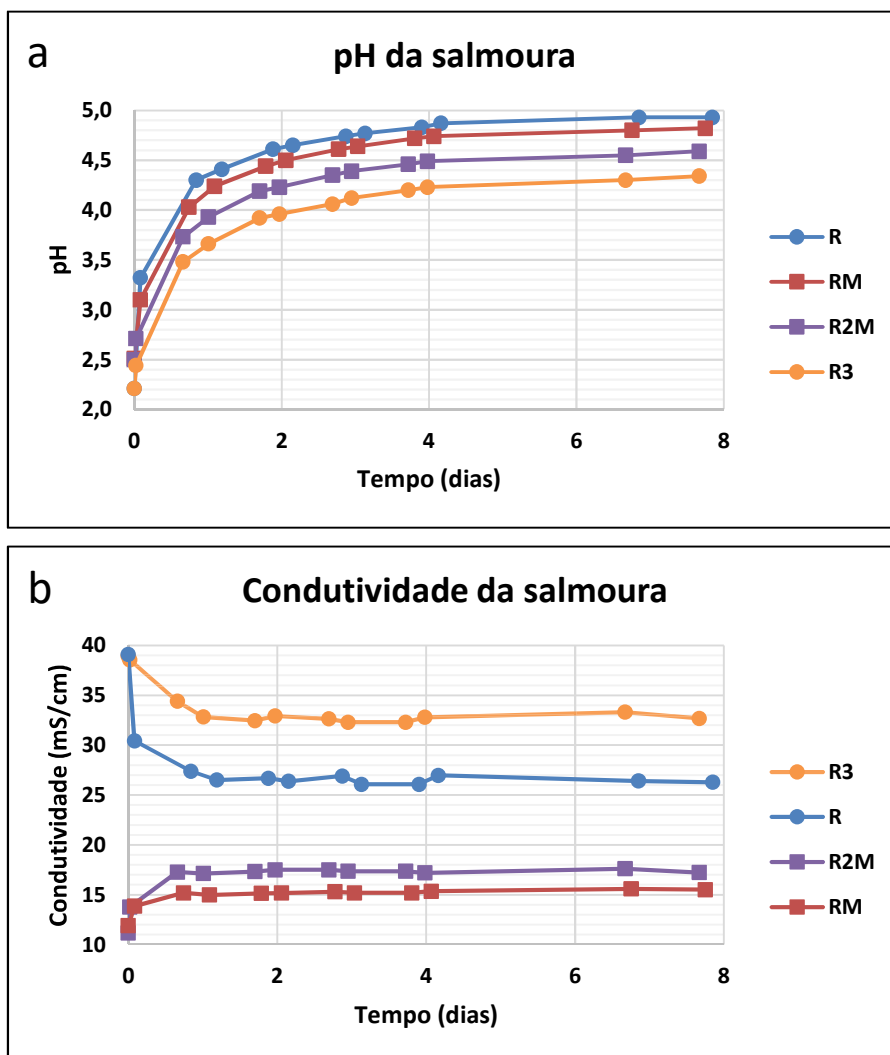 a
pH da salmoura
5,0
4,5
4,0
3,5
3,0
2,5
2,0
pH
0 2 4 6 8
Tempo (dias)
R
RM
R2M
R3
b
Condutividade da salmoura
40
35
30
25
20
15
10
Condutividade (mS/cm)
0 2 4 6 8
Tempo (dias)
R3
R
R2M
RM